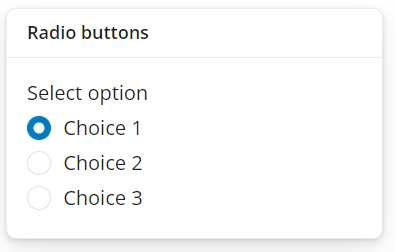 Radio buttons
Select option
Choice 1
Choice 2
Choice 3